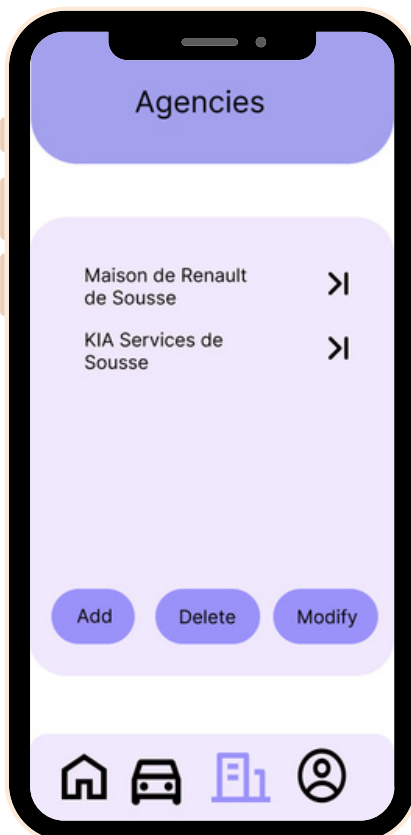 Agencies
Maison de Renault
de Sousse
KIA Services de
Sousse
Add Delete Modify